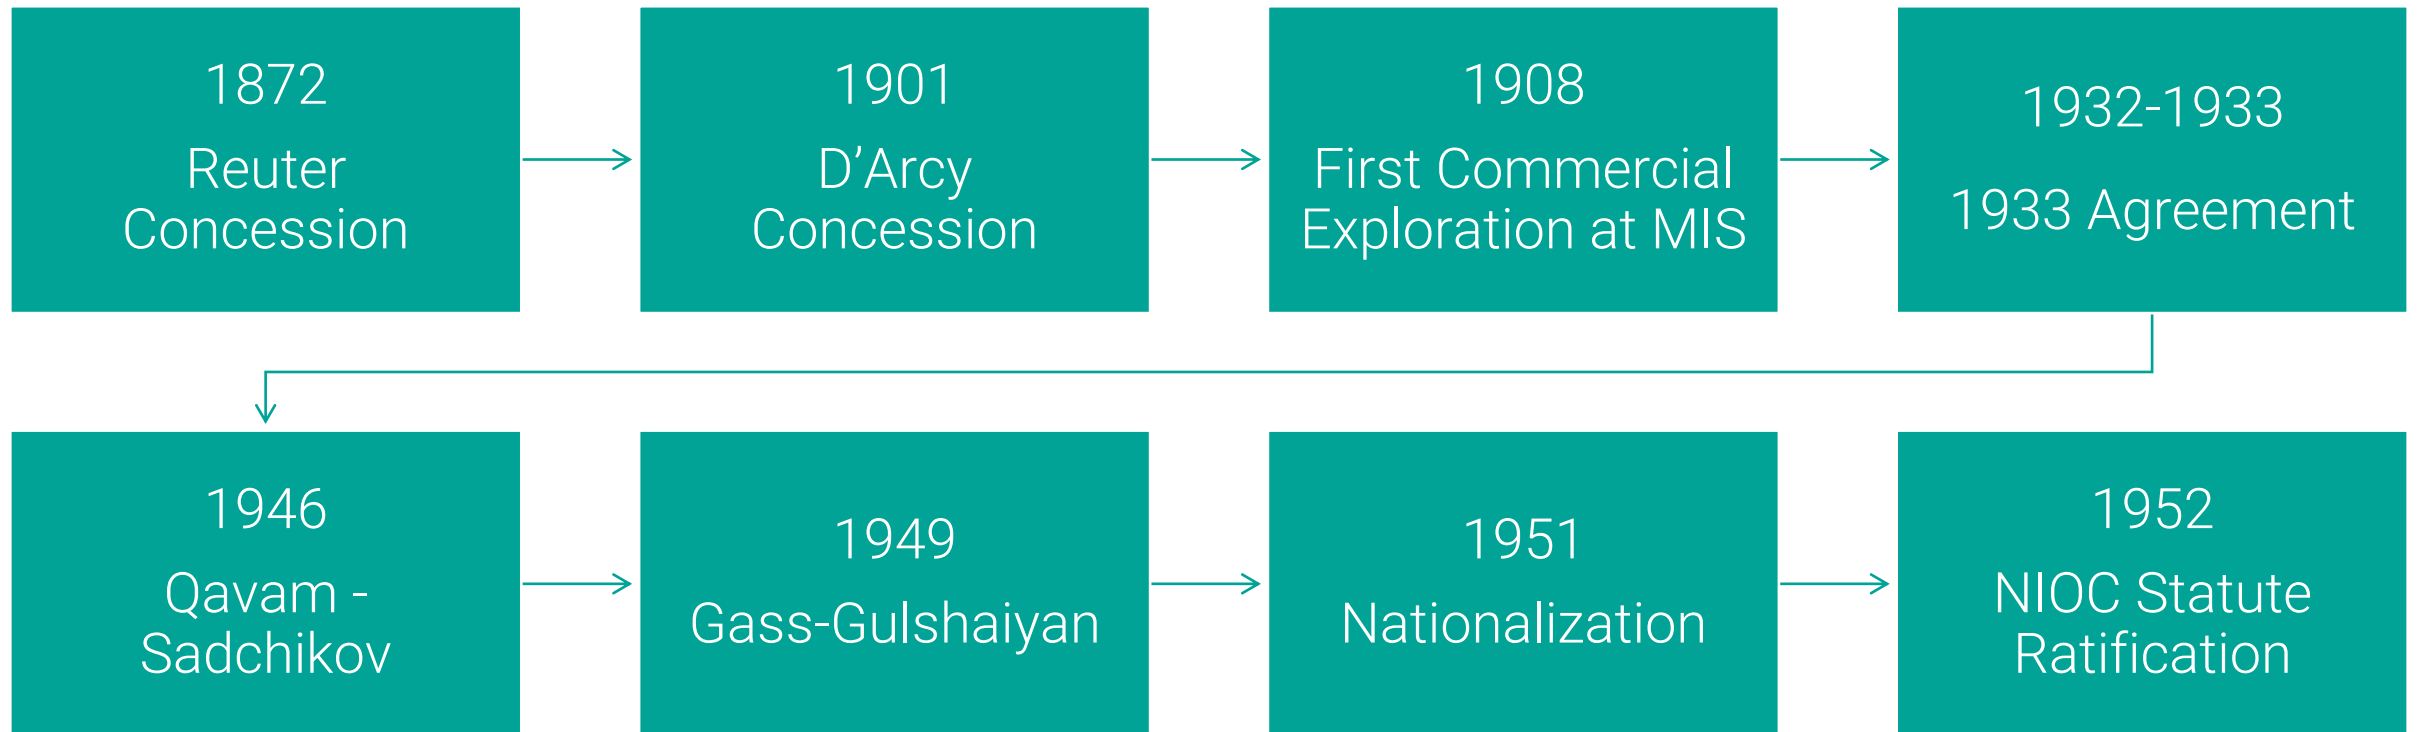 1872
Reuter
Concession
1901
D’Arcy
Concession
1908
First Commercial
Exploration at MIS
1932-1933
1933 Agreement
1946
Qavam -
Sadchikov
1949
Gass-Gulshaiyan
1951
Nationalization
1952
NIOC Statute
Ratification